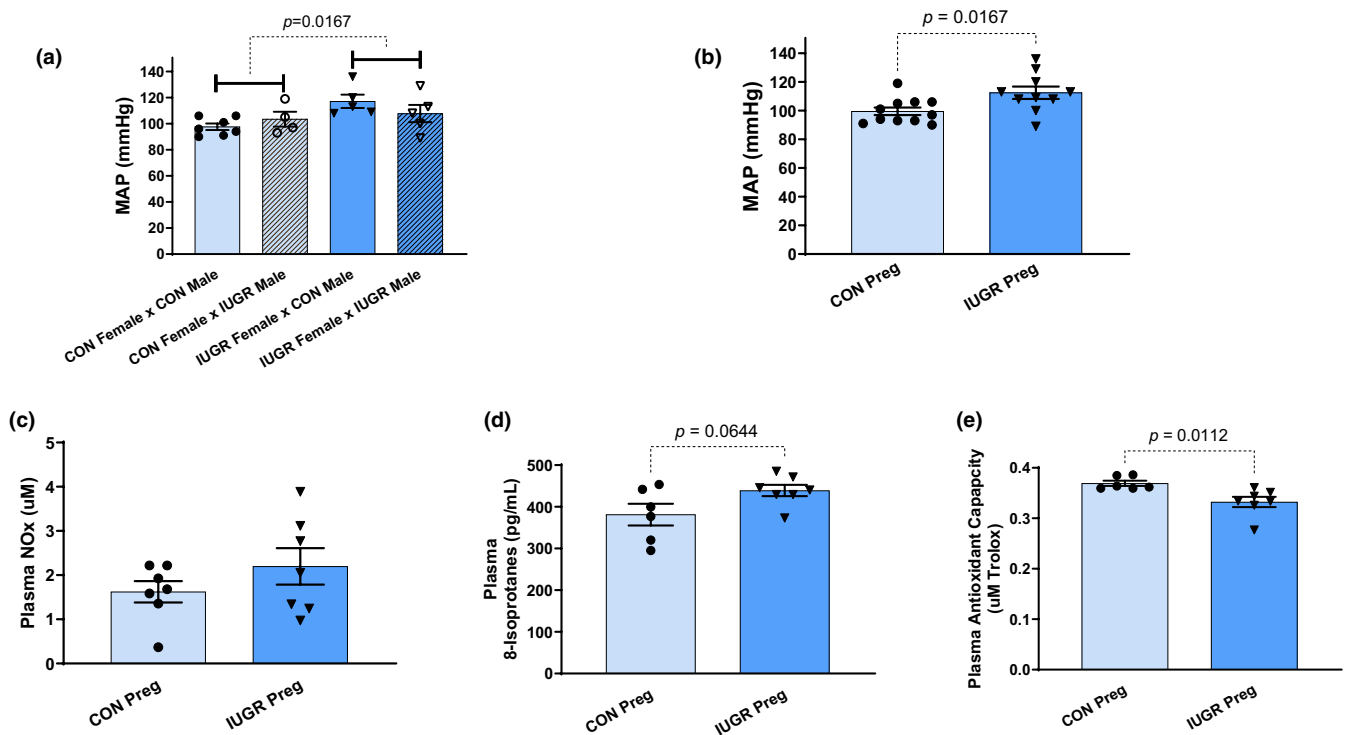 (a)
p=0.0167
MAP (mmHg)
140
120
100
80
60
40
20
0
CON Female x CON Male
CON Female x IUGR Male
IUGR Female x CON Male
IUGR Female x IUGR Male
(b)
p = 0.0167
MAP (mmHg)
140
120
100
80
60
40
20
0
CON Preg
IUGR Preg
(c)
Plasma NOx (uM)
5
4
3
2
1
0
CON Preg
IUGR Preg
(d)
p = 0.0644
Plasma
8-Isoprotanes (pg/mL)
500
400
300
200
100
0
CON Preg
IUGR Preg
(e)
p = 0.0112
Plasma Antioxidant Capapcity
(uM Trolox)
0.4
0.3
0.2
0.1
0.0
CON Preg
IUGR Preg